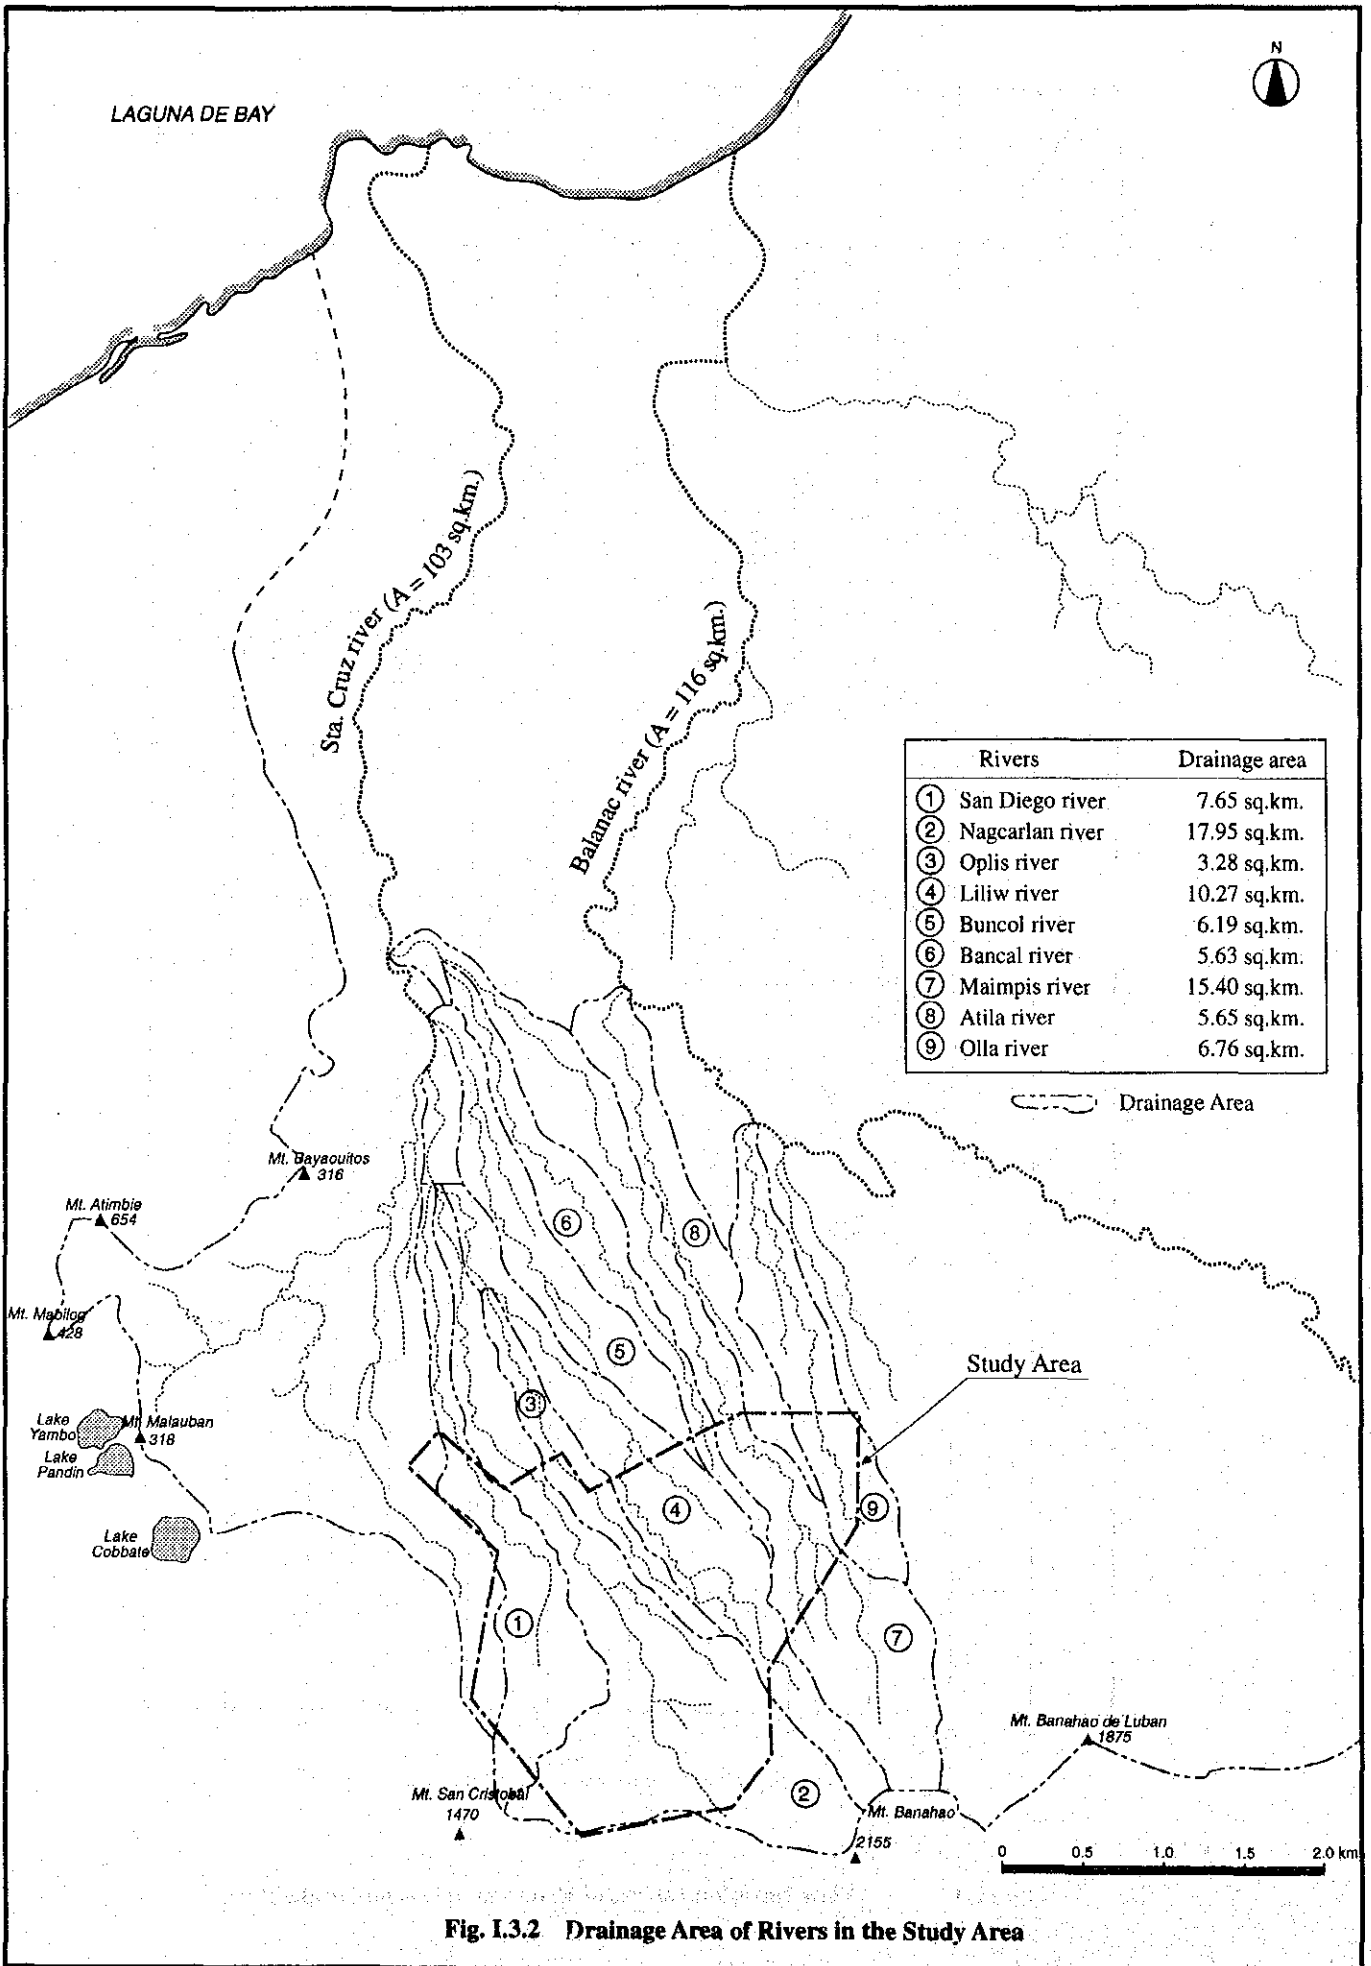 N
LAGUNA DE BAY
Sta. Cruz river (A = 103 sq.km.)
Balanac river (A = 116 sq.km.)
Rivers Drainage area
1 San Diego river 7.65 sq.km.
2 Nagcarlan river 17.95 sq.km.
3 Oplis river 3.28 sq.km.
4 Liliw river 10.27 sq.km.
5 Buncol river 6.19 sq.km.
6 Bancal river 5.63 sq.km.
7 Maimpis river 15.40 sq.km.
8 Atila river 5.65 sq.km.
9 Olla river 6.76 sq.km.
Drainage Area
Mt. Bayaouitos
316
Mt. Atimbie
654
6
8
Mt. Mabilog
428
5
Study Area
3
Lake
Yambo
Mt. Malauban
318
Lake
Pandin
4
9
Lake
Cobbate
1
7
Mt. Banahao de Luban
1875
Mt. San Cristobal
1470
2
Mt. Banahao
2155
0 0.5 1.0 1.5 2.0 km
Fig. I.3.2 Drainage Area of Rivers in the Study Area